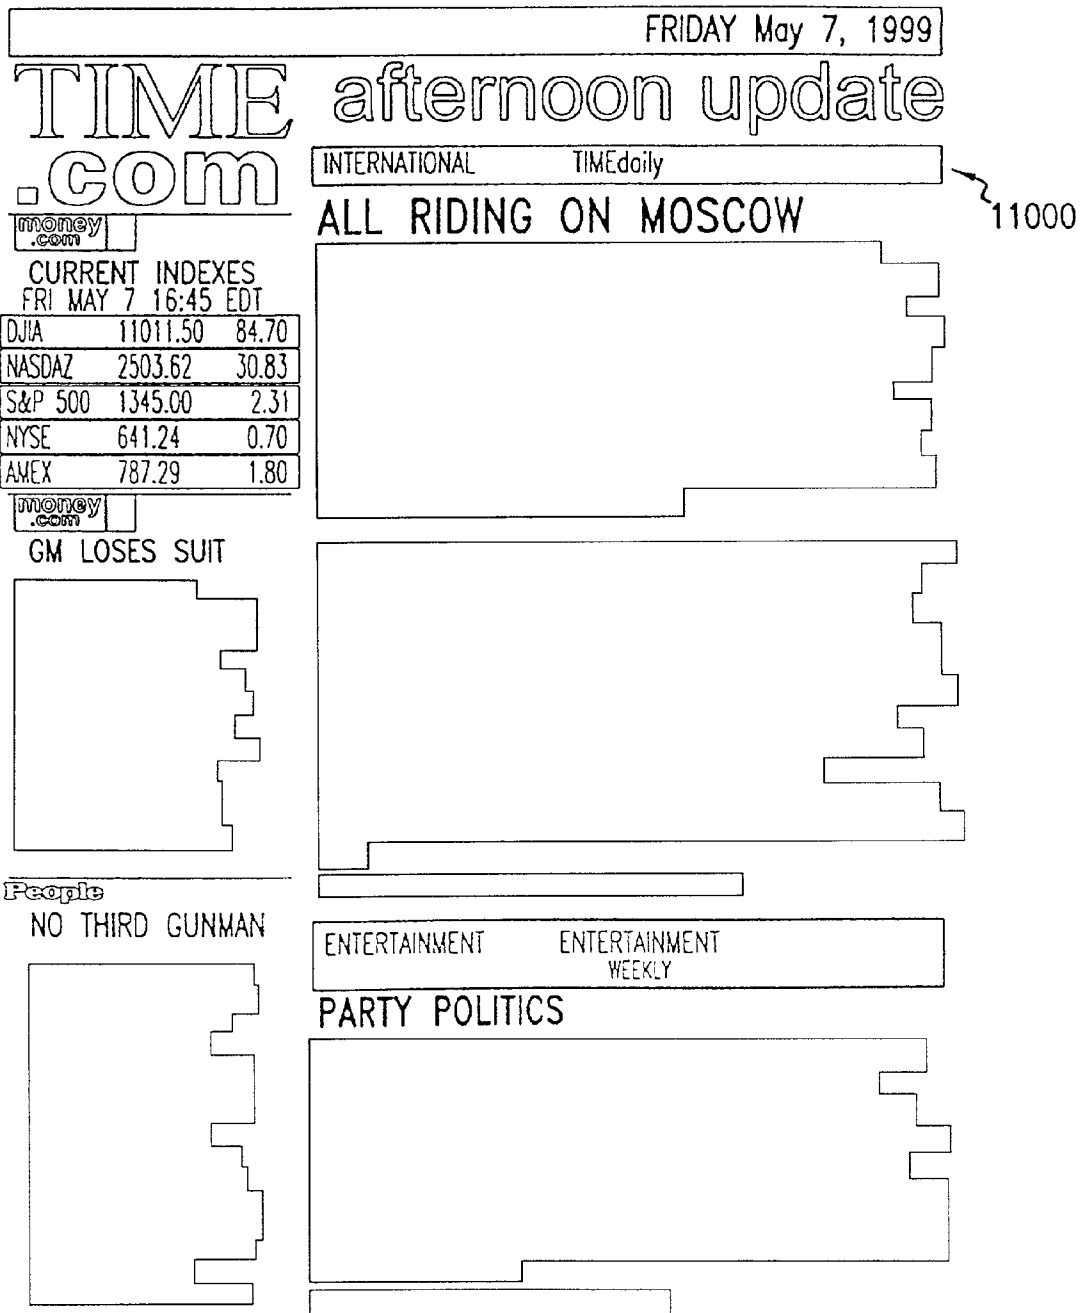 FRIDAY May 7, 1999
TIME
.com
afternoon update
INTERNATIONAL TIMEdaily
11000
ALL RIDING ON MOSCOW
money
.com
CURRENT INDEXES
FRI MAY 7 16:45 EDT
DJIA 11011.50 84.70
NASDAZ 2503.62 30.83
S&P 500 1345.00 2.31
NYSE 641.24 0.70
AMEX 787.29 1.80
money
.com
GM LOSES SUIT
People
NO THIRD GUNMAN
ENTERTAINMENT ENTERTAINMENT
WEEKLY
PARTY POLITICS